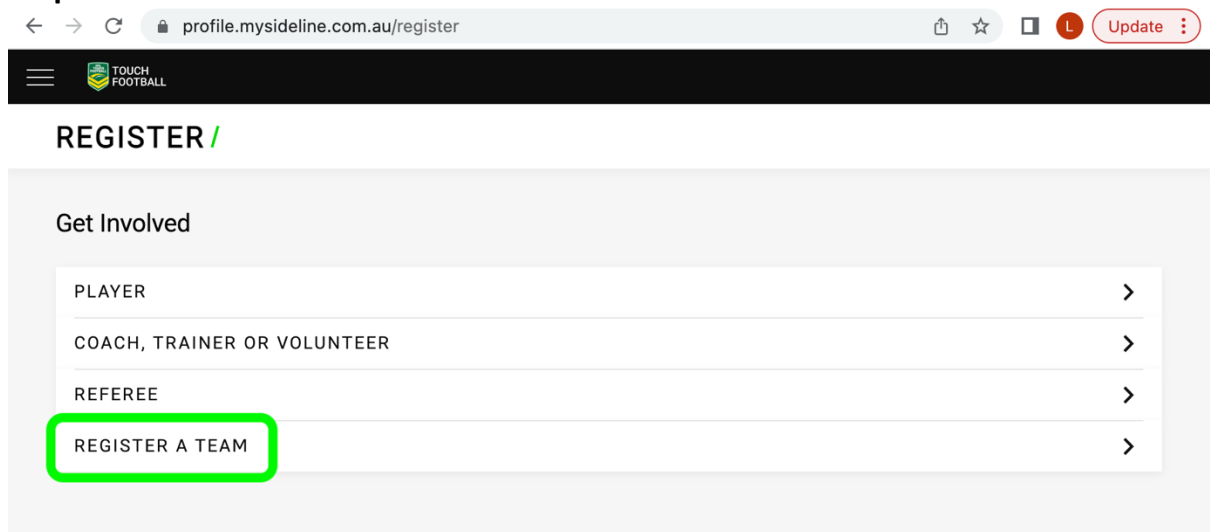 profile.mysideline.com.au/register
L
Update
TOUCH
FOOTBALL
REGISTER /
Get Involved
PLAYER
COACH, TRAINER OR VOLUNTEER
REFEREE
REGISTER A TEAM